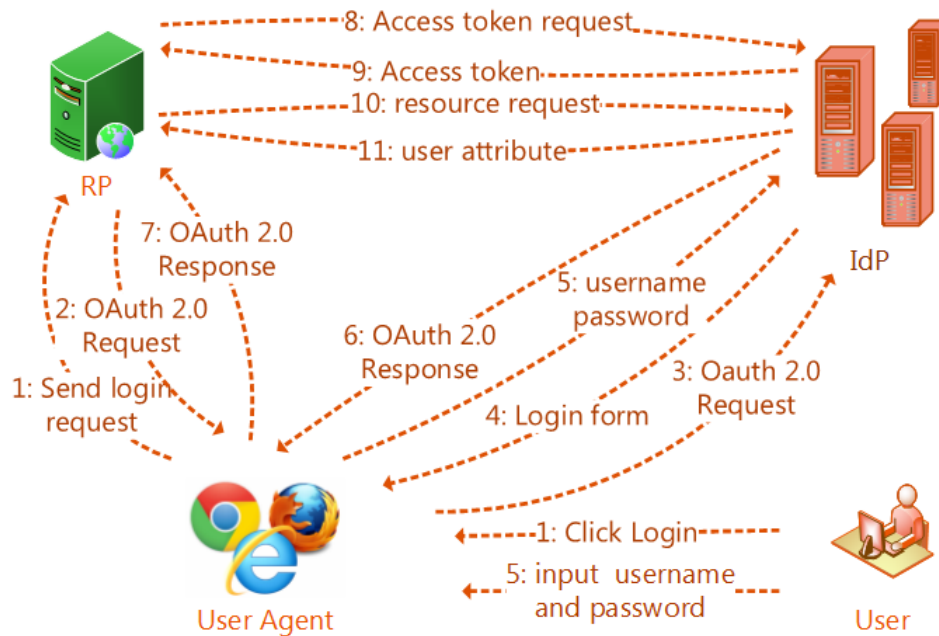 8: Access token request
9: Access token
10: resource request
11: user attribute
RP
IdP
7: OAuth 2.0
Response
5: username
password
2: OAuth 2.0
Request
6: OAuth 2.0
Response
3: Oauth 2.0
Request
1: Send login
request
4: Login form
1: Click Login
5: input username
and password
User Agent
User